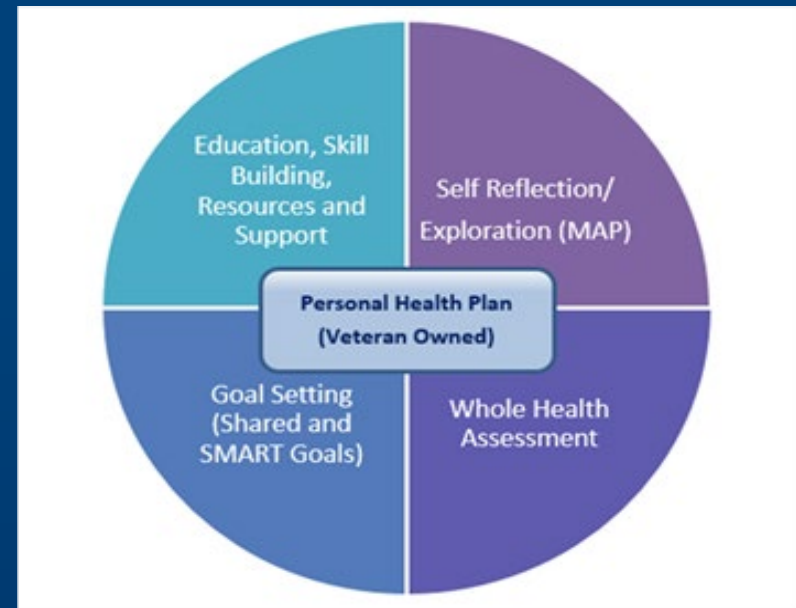 Education, Skill
Building,
Resources and
Support
Self Reflection/
Exploration (MAP)
Personal Health Plan
(Veteran Owned)
Goal Setting
(Shared and
SMART Goals)
Whole Health
Assessment